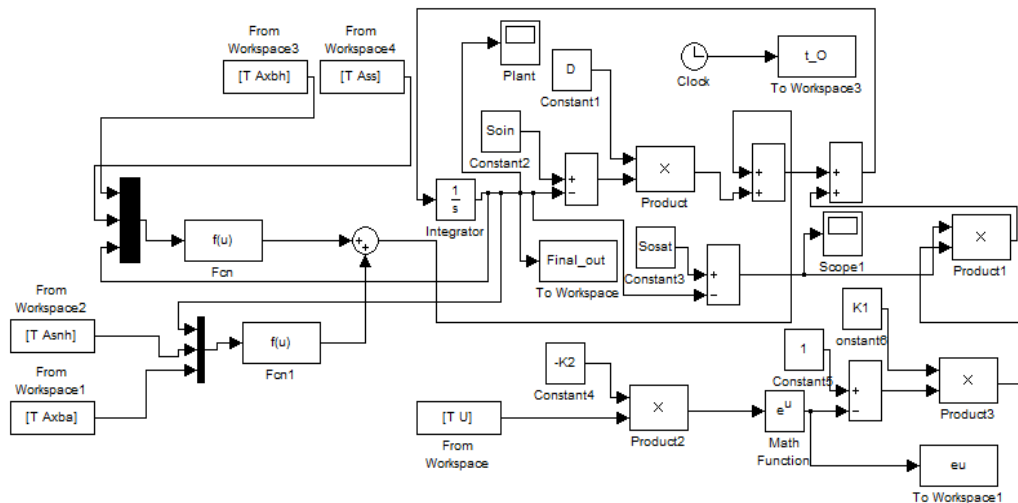 From
Workspace3
[T Axbh]
From
Workspace4
[T Ass]
Plant
D
Constant1
Clock
t_O
To Workspace3
Soin
Constant2
×
Product
+
−
+
+
+
+
1
s
Integrator
f(u)
Fcn
+
+
Final_out
To Workspace
Sosat
Constant3
+
−
Scope1
×
Product1
From
Workspace2
[T Asnh]
f(u)
Fcn1
From
Workspace1
[T Axba]
K1
onstant6
-K2
Constant4
1
Constant5
+
−
×
Product3
[T U]
From
Workspace
×
Product2
e^u
Math
Function
eu
To Workspace1